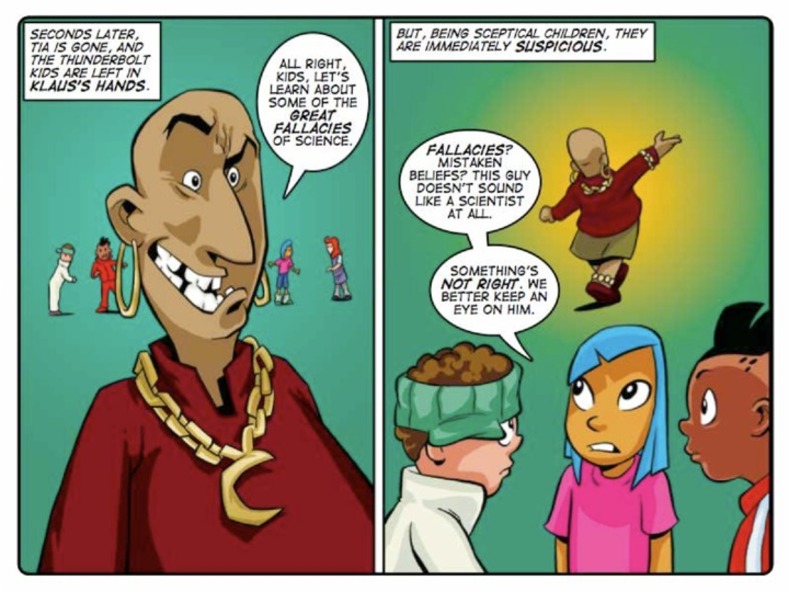 SECONDS LATER,
TIA IS GONE, AND
THE THUNDERBOLT
KIDS ARE LEFT IN
KLAUS'S HANDS.
ALL RIGHT,
KIDS, LET'S
LEARN ABOUT
SOME OF THE
GREAT
FALLACIES
OF SCIENCE.
BUT, BEING SCEPTICAL CHILDREN, THEY
ARE IMMEDIATELY SUSPICIOUS.
FALLACIES?
MISTAKEN
BELIEFS? THIS GUY
DOESN'T SOUND
LIKE A SCIENTIST
AT ALL.
SOMETHING'S
NOT RIGHT. WE
BETTER KEEP AN
EYE ON HIM.